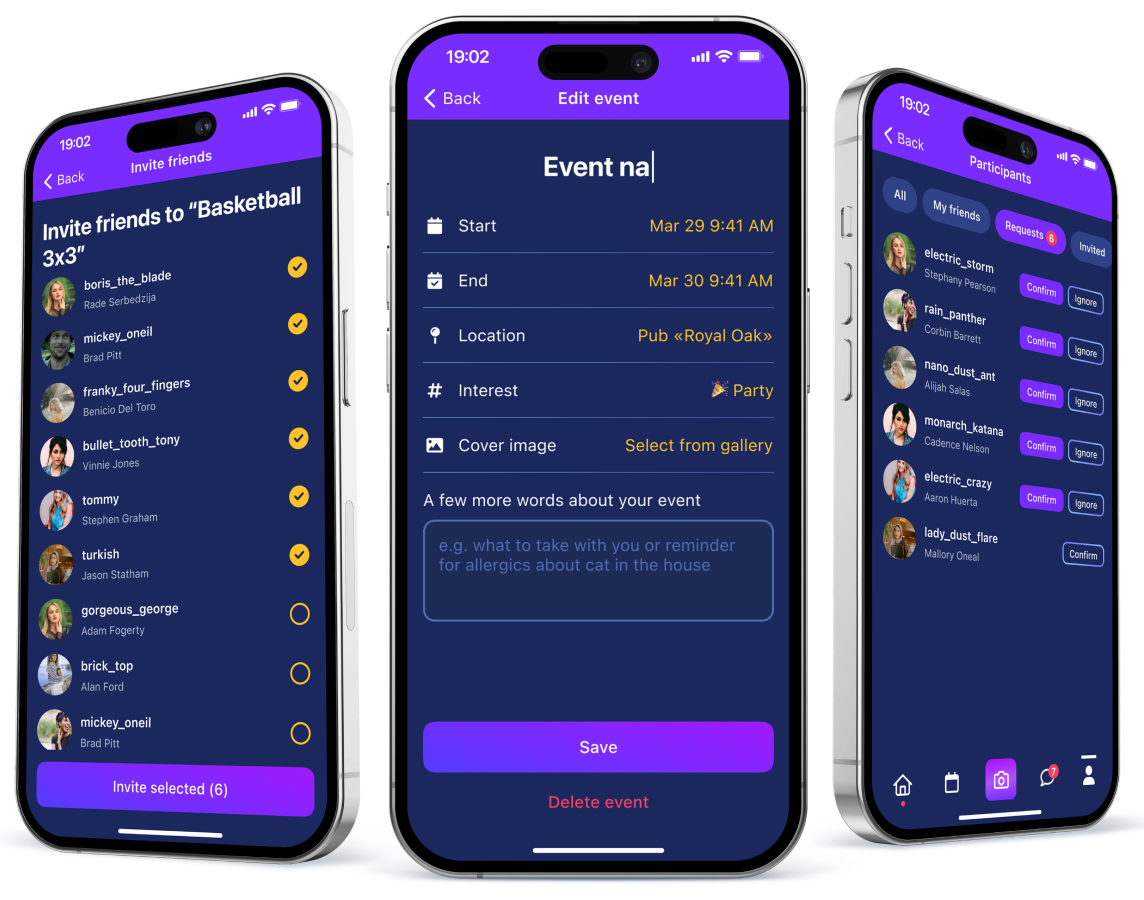 19:02
Back
Invite friends
Invite friends to “Basketball
3x3”
boris_the_blade
Rade Serbedzija
mickey_oneil
Brad Pitt
franky_four_fingers
Benicio Del Toro
bullet_tooth_tony
Vinnie Jones
tommy
Stephen Graham
turkish
Jason Statham
gorgeous_george
Adam Fogerty
brick_top
Alan Ford
mickey_oneil
Brad Pitt
Invite selected (6)
19:02
Back
Edit event
Event na
Start
Mar 29 9:41 AM
End
Mar 30 9:41 AM
Location
Pub «Royal Oak»
Interest
🎉 Party
Cover image
Select from gallery
A few more words about your event
e.g. what to take with you or reminder
for allergics about cat in the house
Save
Delete event
19:02
Back
Participants
All
My friends
Requests 6
Invited
electric_storm
Stephany Pearson
Confirm
Ignore
rain_panther
Corbin Barrett
Confirm
Ignore
nano_dust_ant
Alijah Salas
Confirm
Ignore
monarch_katana
Cadence Nelson
Confirm
Ignore
electric_crazy
Aaron Huerta
Confirm
Ignore
lady_dust_flare
Mallory Oneal
Confirm
7